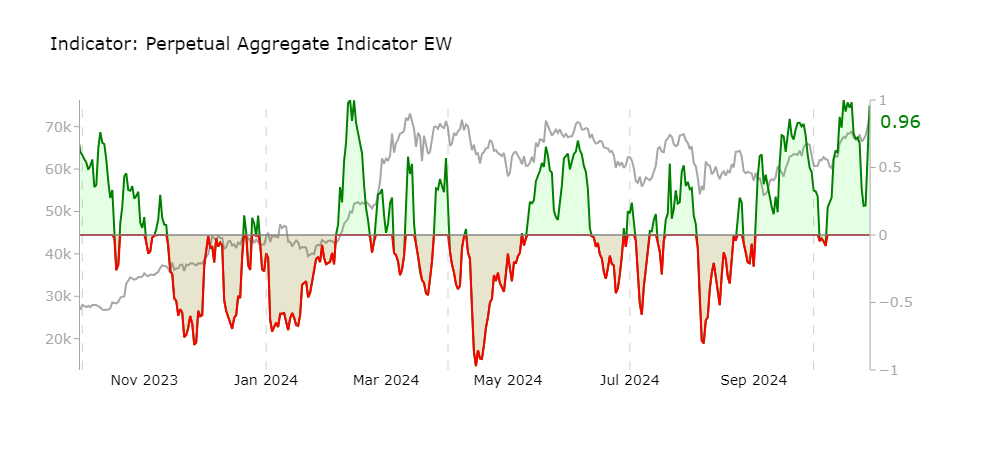 Indicator: Perpetual Aggregate Indicator EW
70k
60k
50k
40k
30k
20k
1
0.96
0.5
0
−0.5
−1
Nov 2023
Jan 2024
Mar 2024
May 2024
Jul 2024
Sep 2024